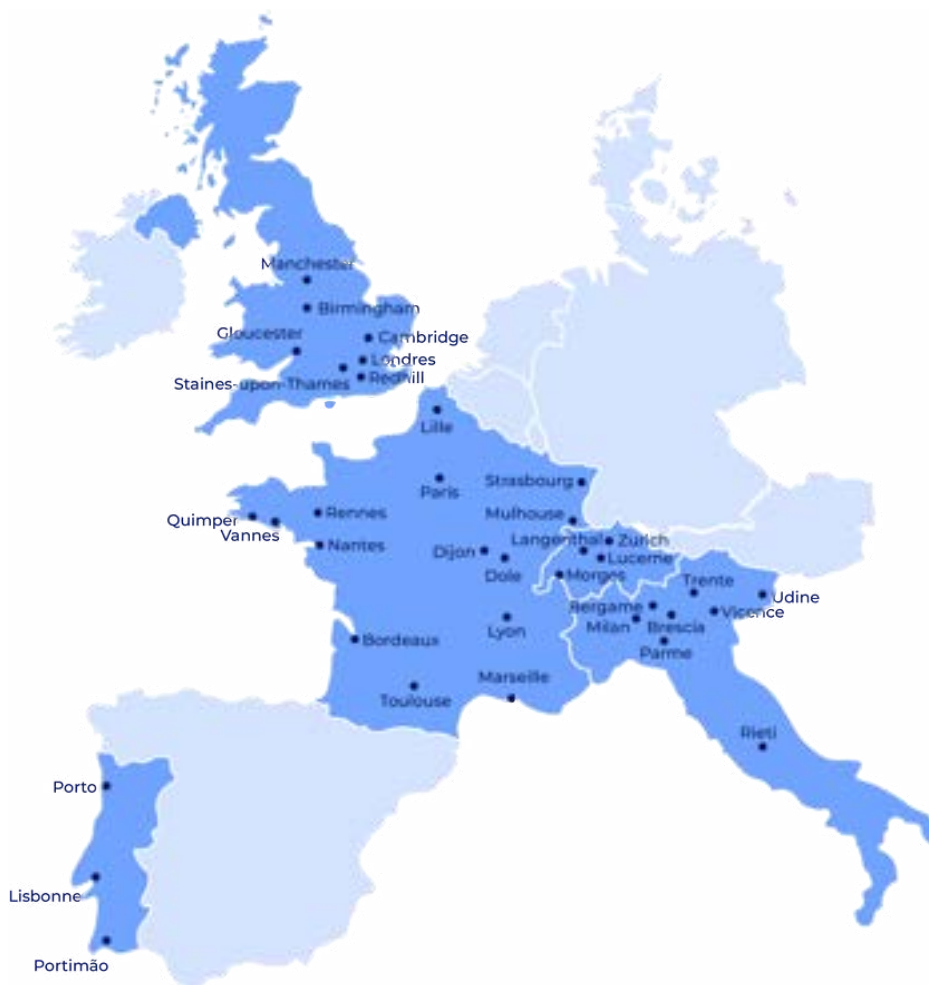 Manchester
Birmingham
Gloucester
Cambridge
Londres
Staines-upon-Thames
Redhill
Lille
Paris
Strasbourg
Quimper
Vannes
Rennes
Mulhouse
Nantes
Langenthal
Zurich
Dijon
Lucerne
Dole
Morges
Trente
Udine
Bergame
Vicence
Milan
Brescia
Lyon
Bordeaux
Parme
Marseille
Toulouse
Rieti
Porto
Lisbonne
Portimão